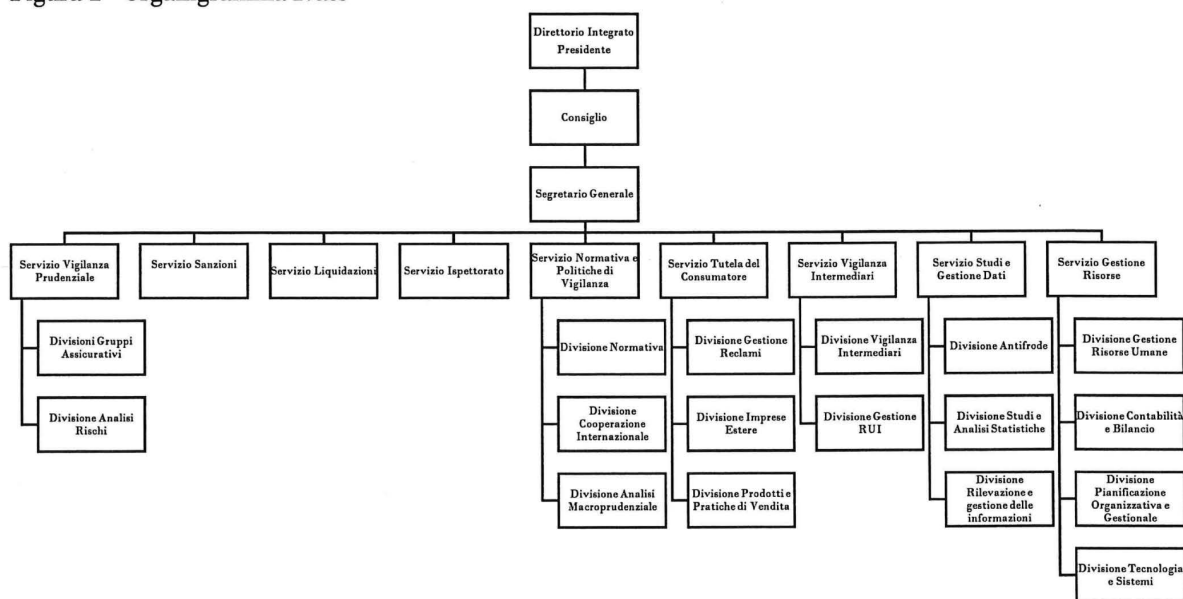 Direttorio Integrato
Presidente
Consiglio
Segretario Generale
Servizio Vigilanza
Prudenziale
Servizio Sanzioni
Servizio Liquidazioni
Servizio Ispettorato
Servizio Normativa e
Politiche di
Vigilanza
Servizio Tutela del
Consumatore
Servizio Vigilanza
Intermediari
Servizio Studi e
Gestione Dati
Servizio Gestione
Risorse
Divisioni Gruppi
Assicurativi
Divisione Analisi
Rischi
Divisione Normativa
Divisione
Cooperazione
Internazionale
Divisione Analisi
Macroprudenziale
Divisione Gestione
Reclami
Divisione Imprese
Estere
Divisione Prodotti e
Pratiche di Vendita
Divisione Vigilanza
Intermediari
Divisione Gestione
RUI
Divisione Antifrode
Divisione Studi e
Analisi Statistiche
Divisione
Rilevazione e
gestione delle
informazioni
Divisione Gestione
Risorse Umane
Divisione Contabilità
e Bilancio
Divisione
Pianificazione
Organizzativa e
Gestionale
Divisione Tecnologia
e Sistemi